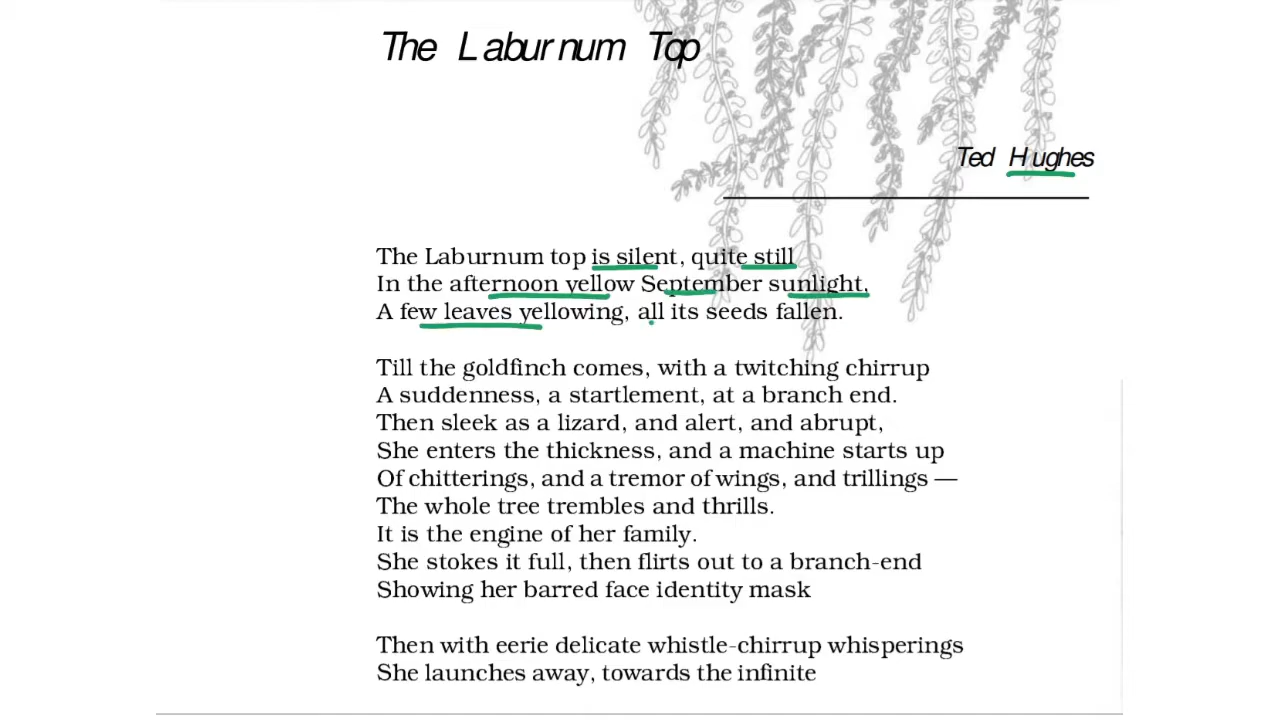 The Laburnum Top
Ted Hughes
The Laburnum top is silent, quite still
In the afternoon yellow September sunlight,
A few leaves yellowing, all its seeds fallen.
Till the goldfinch comes, with a twitching chirrup
A suddenness, a startlement, at a branch end.
Then sleek as a lizard, and alert, and abrupt,
She enters the thickness, and a machine starts up
Of chitterings, and a tremor of wings, and trillings —
The whole tree trembles and thrills.
It is the engine of her family.
She stokes it full, then flirts out to a branch-end
Showing her barred face identity mask
Then with eerie delicate whistle-chirrup whisperings
She launches away, towards the infinite